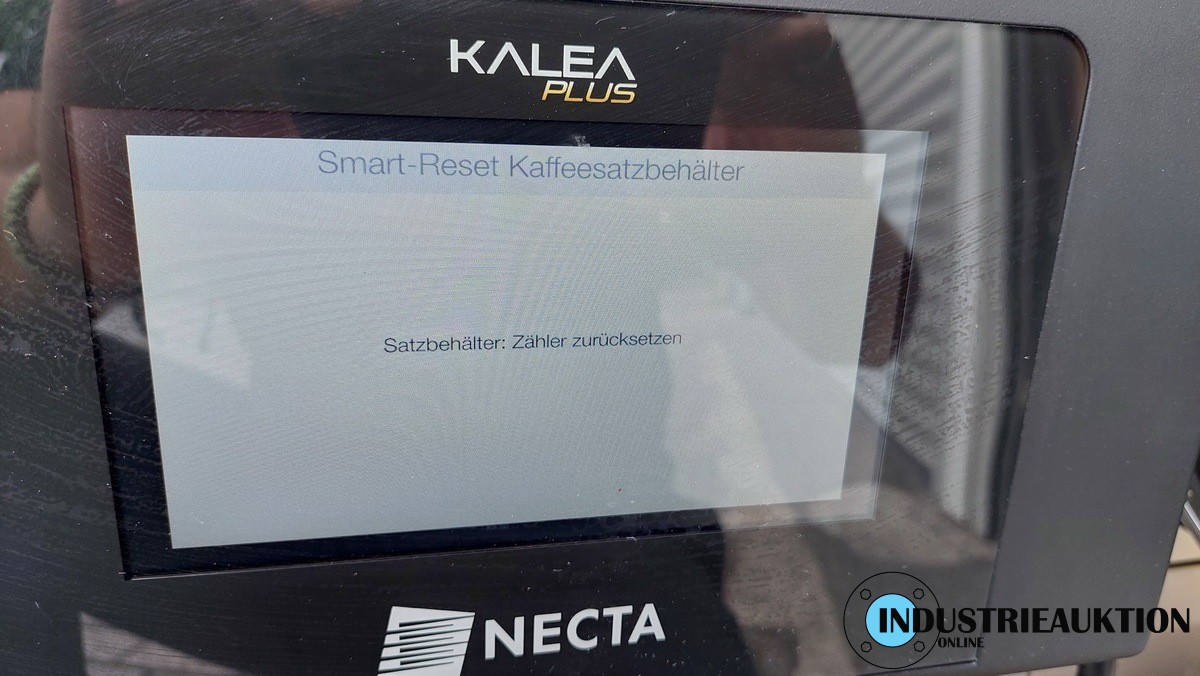 KALEA
PLUS
Smart-Reset Kaffeesatzbehälter
Satzbehälter: Zähler zurücksetzen
NECTA
INDUSTRIEAUKTION
ONLINE